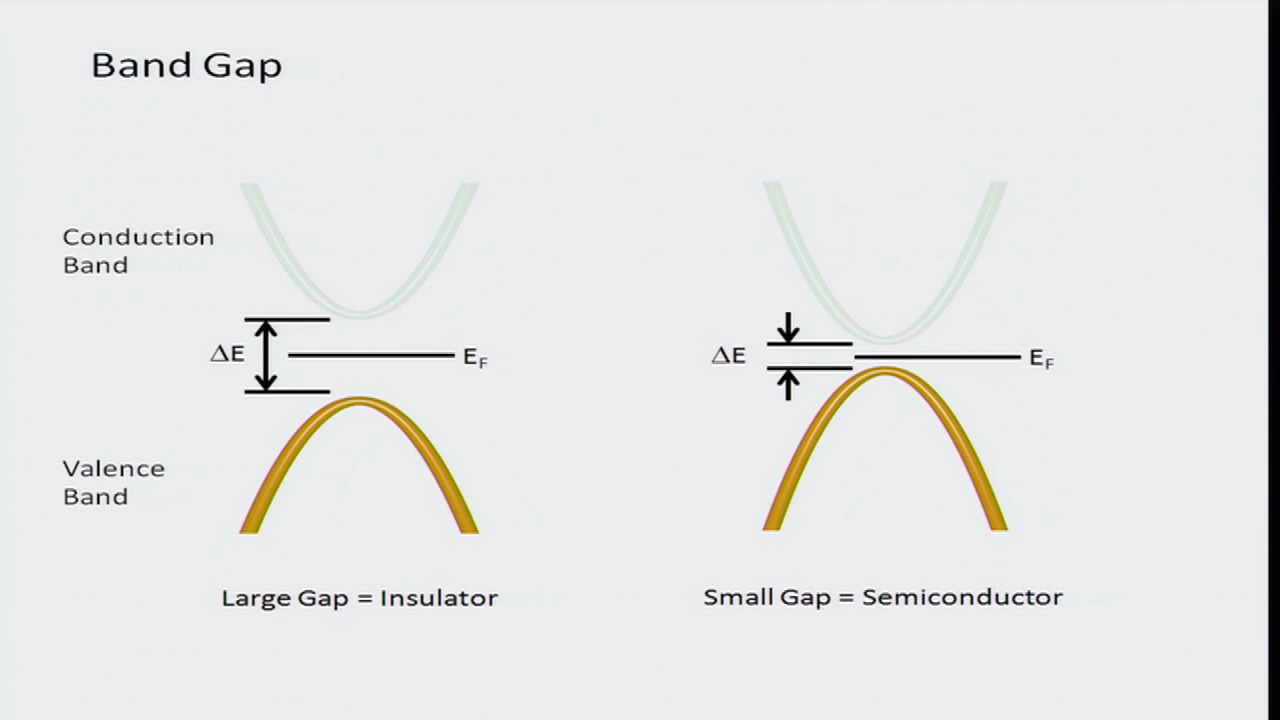 Band Gap
Conduction
Band
ΔE
E_F
ΔE
E_F
Valence
Band
Large Gap = Insulator
Small Gap = Semiconductor